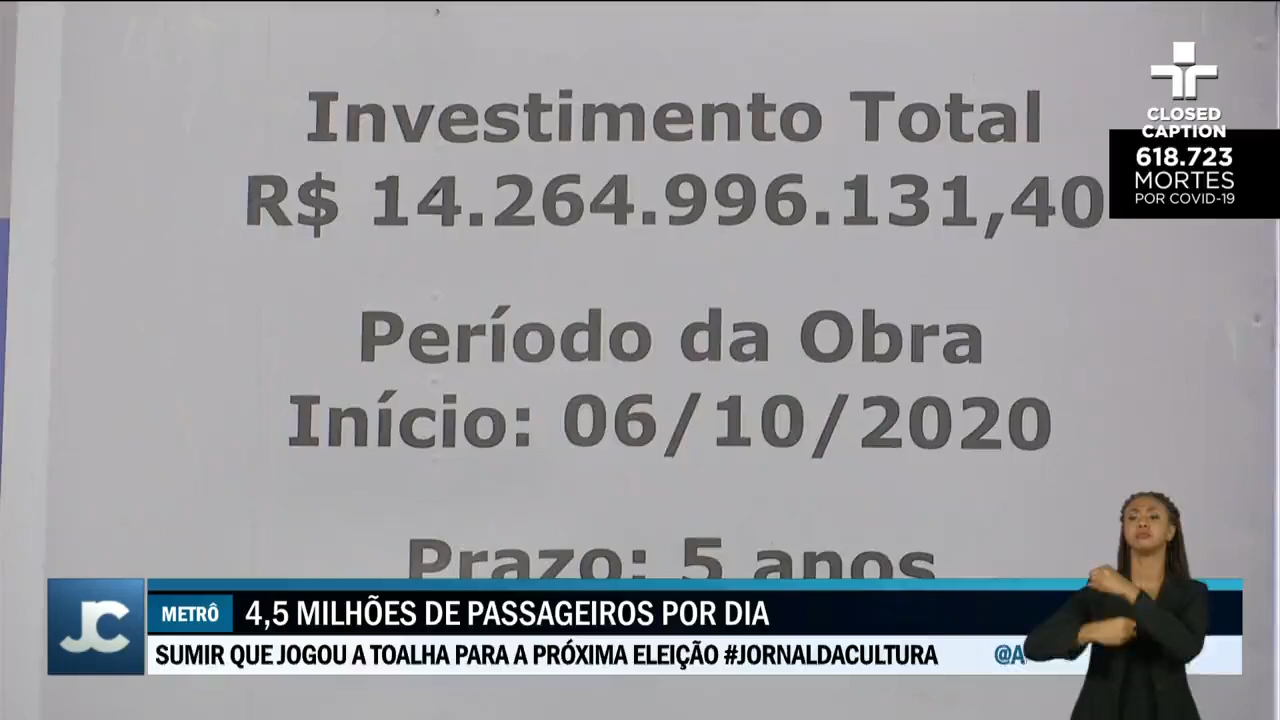 Investimento Total
R$ 14.264.996.131,40
Período da Obra
Início: 06/10/2020
Prazo: 5 anos
CLOSED
CAPTION
618.723
MORTES
POR COVID-19
JC
METRÔ
4,5 MILHÕES DE PASSAGEIROS POR DIA
SUMIR QUE JOGOU A TOALHA PARA A PRÓXIMA ELEIÇÃO #JORNALDACULTURA